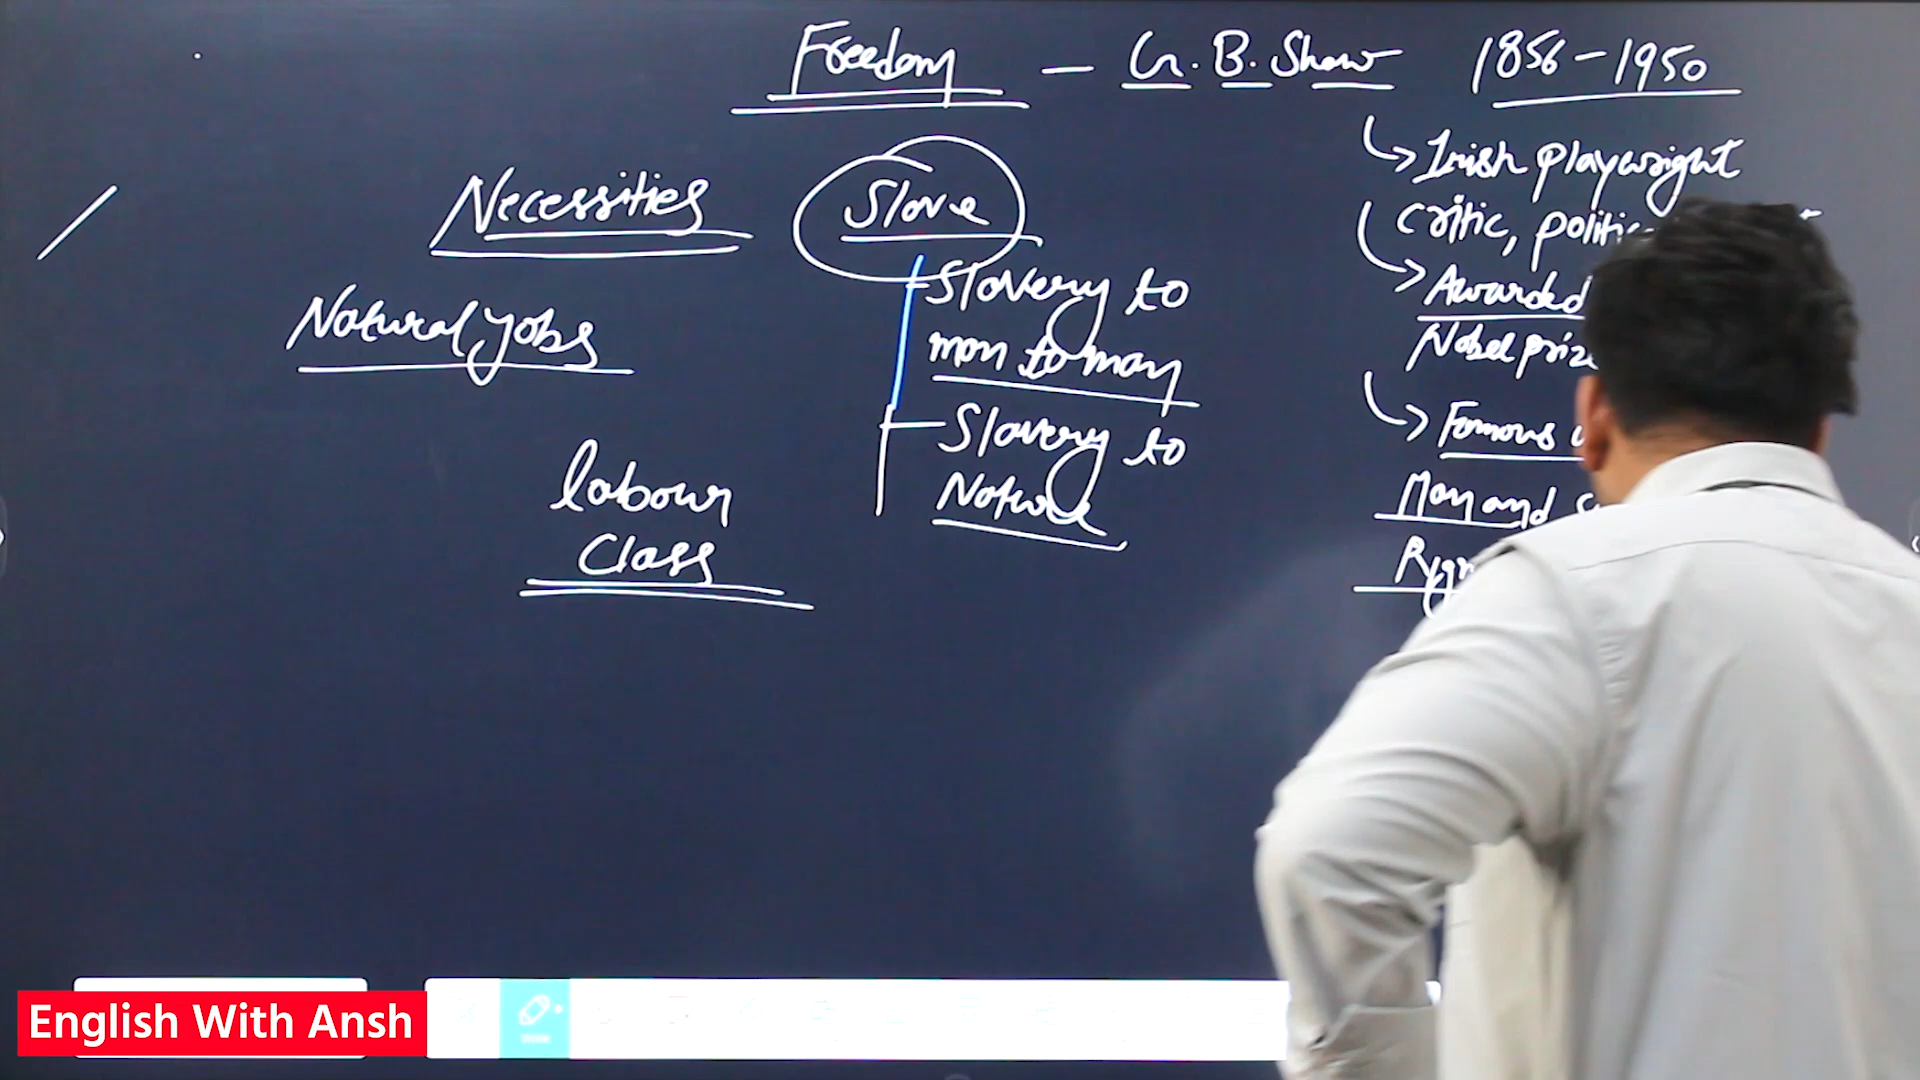 Freedom - G. B. Shaw 1856-1950
Necessities
Natural jobs
Labour
Class
Slave
Slavery to
man to man
Slavery to
Nature
Irish playwright
critic,
Awarded
Nobel prize
Famous
Man and
English With Ansh